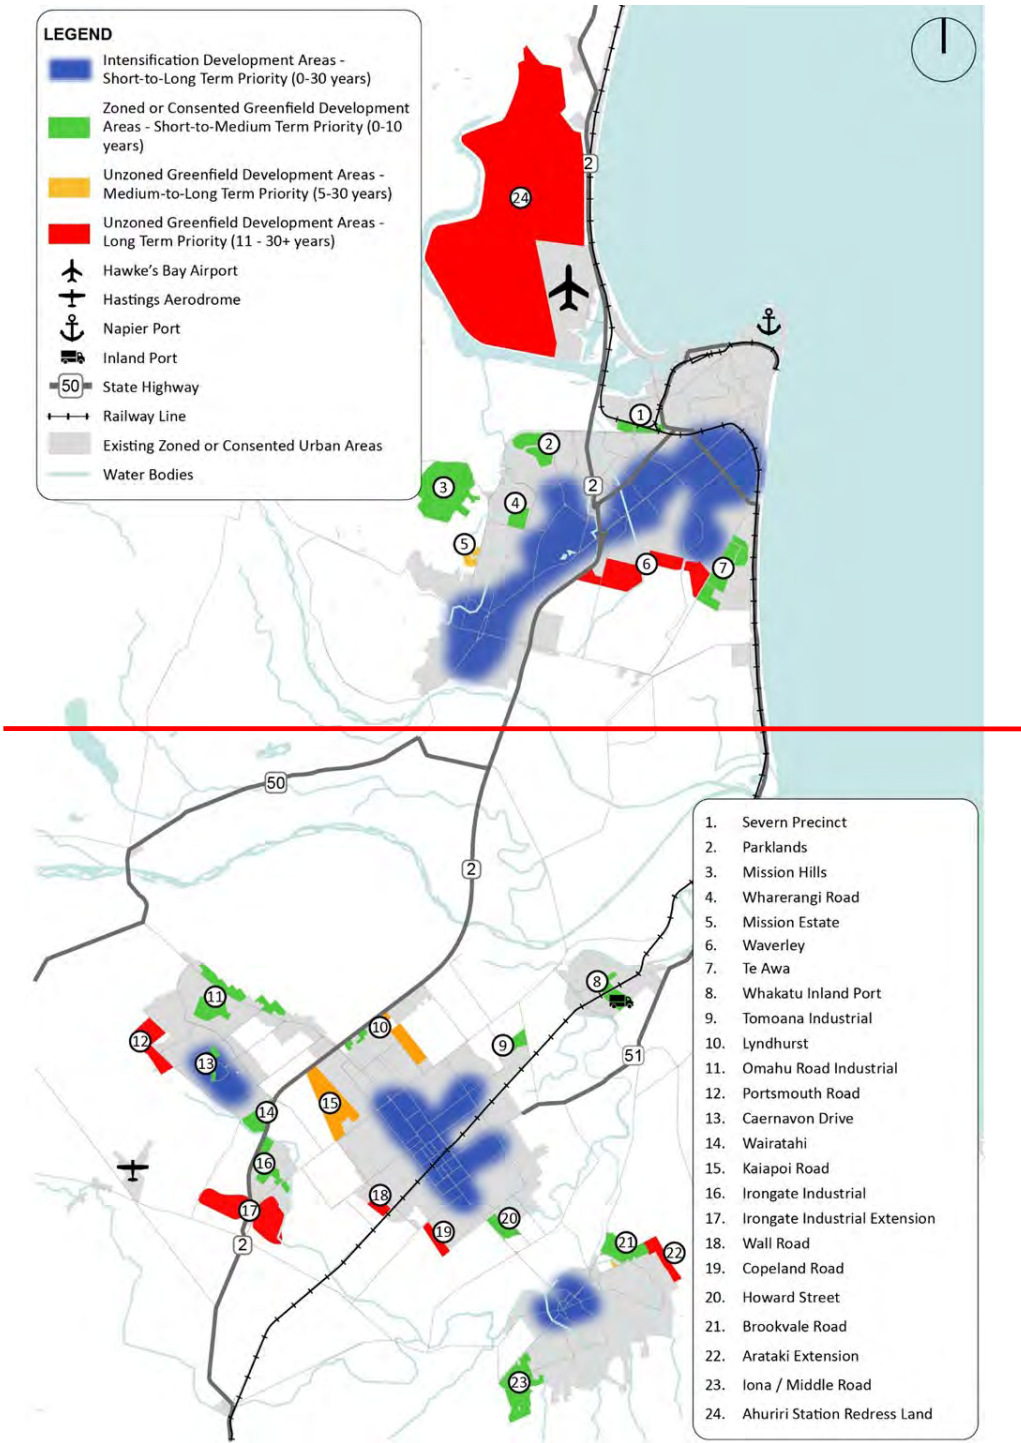 LEGEND
Intensification Development Areas -
Short-to-Long Term Priority (0-30 years)
Zoned or Consented Greenfield Development
Areas - Short-to-Medium Term Priority (0-10
years)
Unzoned Greenfield Development Areas -
Medium-to-Long Term Priority (5-30 years)
Unzoned Greenfield Development Areas -
Long Term Priority (11 - 30+ years)
Hawke's Bay Airport
Hastings Aerodrome
Napier Port
Inland Port
50 State Highway
Railway Line
Existing Zoned or Consented Urban Areas
Water Bodies
2
24
1
2
3
2
4
5
6
7
50
2
8
11
10
12
9
13
51
15
14
16
18
17
20
19
2
21
22
23
1. Severn Precinct
2. Parklands
3. Mission Hills
4. Wharerangi Road
5. Mission Estate
6. Waverley
7. Te Awa
8. Whakatu Inland Port
9. Tomoana Industrial
10. Lyndhurst
11. Omahu Road Industrial
12. Portsmouth Road
13. Caernavon Drive
14. Wairatahi
15. Kaiapoi Road
16. Irongate Industrial
17. Irongate Industrial Extension
18. Wall Road
19. Copeland Road
20. Howard Street
21. Brookvale Road
22. Arataki Extension
23. Iona / Middle Road
24. Ahuriri Station Redress Land